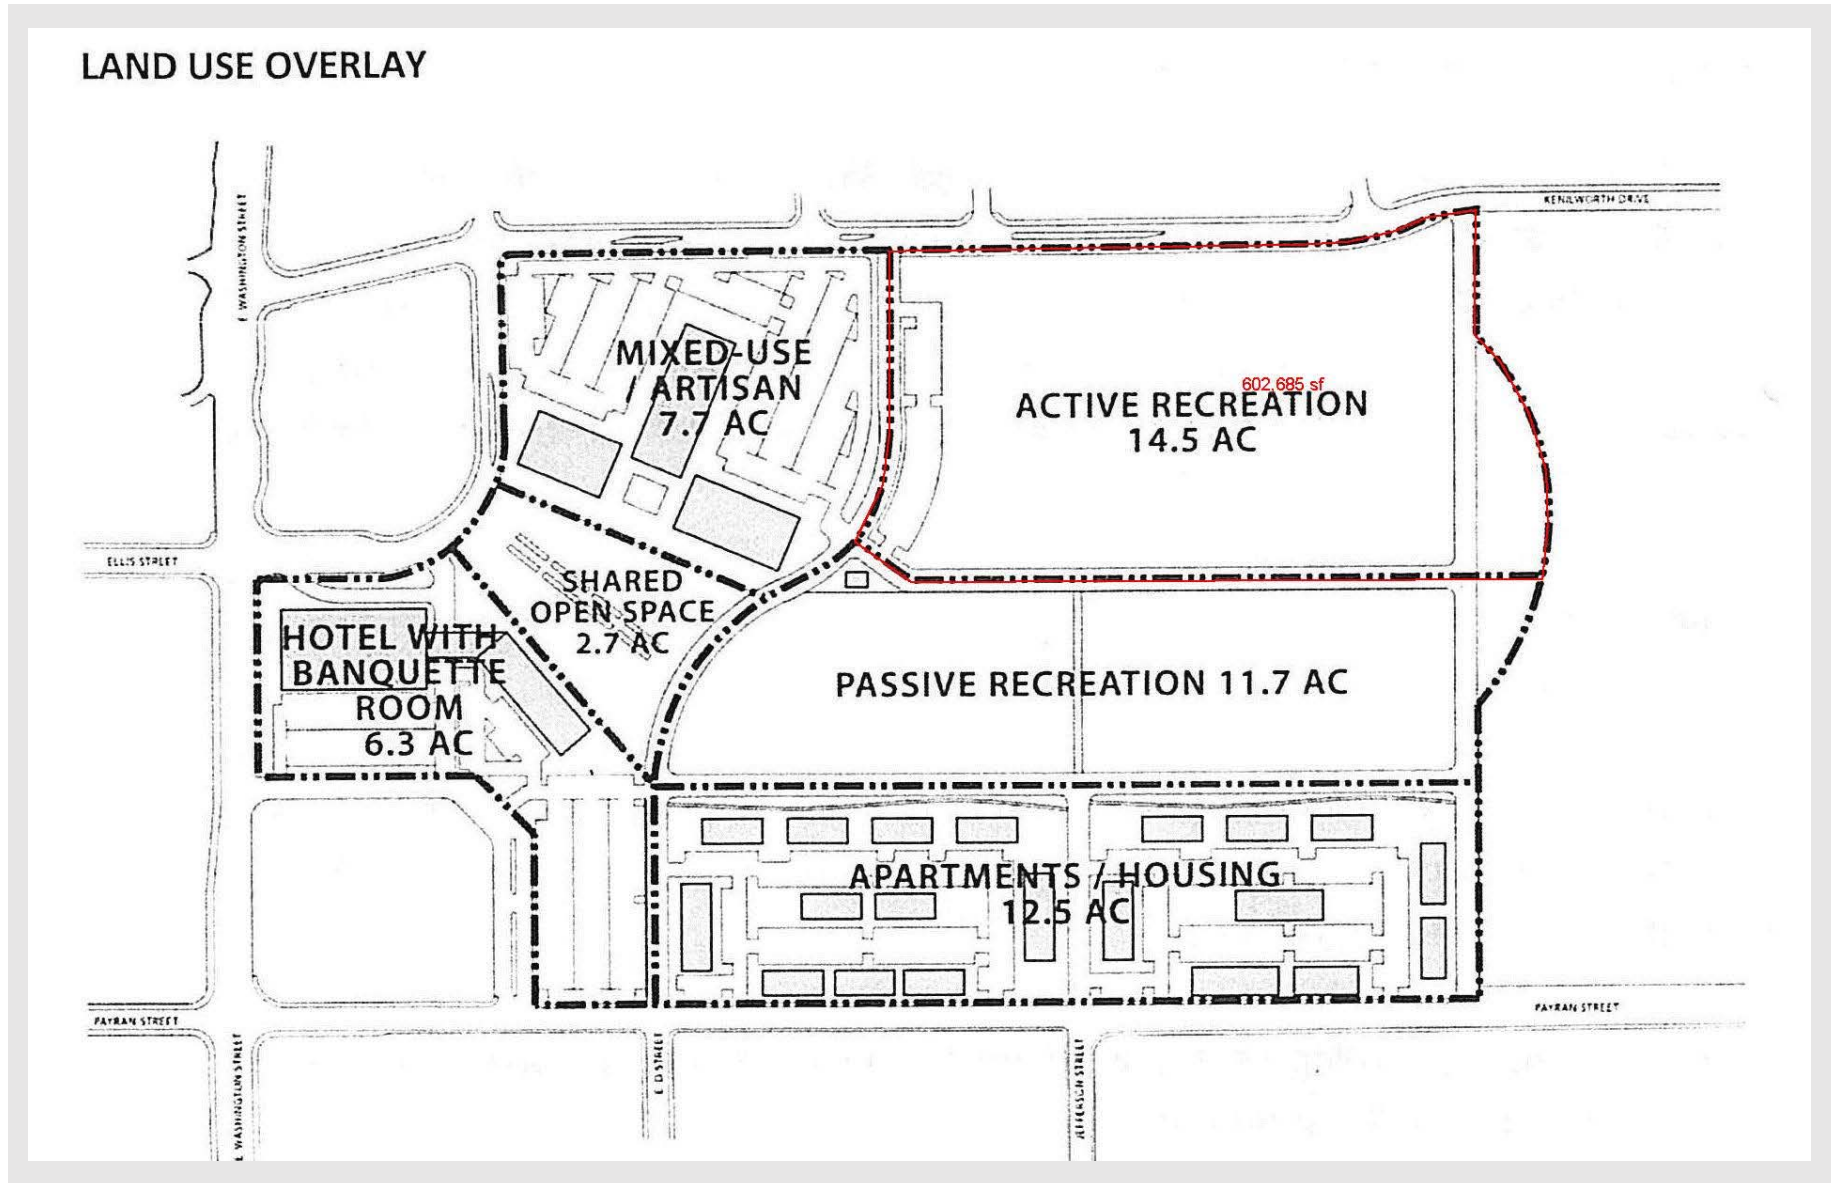 LAND USE OVERLAY
E WASHINGTON STREET
KENILWORTH DRIVE
MIXED-USE
ARTISAN
7.7 AC
602,685 sf
ACTIVE RECREATION
14.5 AC
ELLIS STREET
SHARED
OPEN SPACE
2.7 AC
HOTEL WITH
BANQUETTE
ROOM
6.3 AC
PASSIVE RECREATION 11.7 AC
APARTMENTS / HOUSING
12.5 AC
PAYRAN STREET
PAYRAN STREET
E WASHINGTON STREET
E D STREET
JEFFERSON STREET